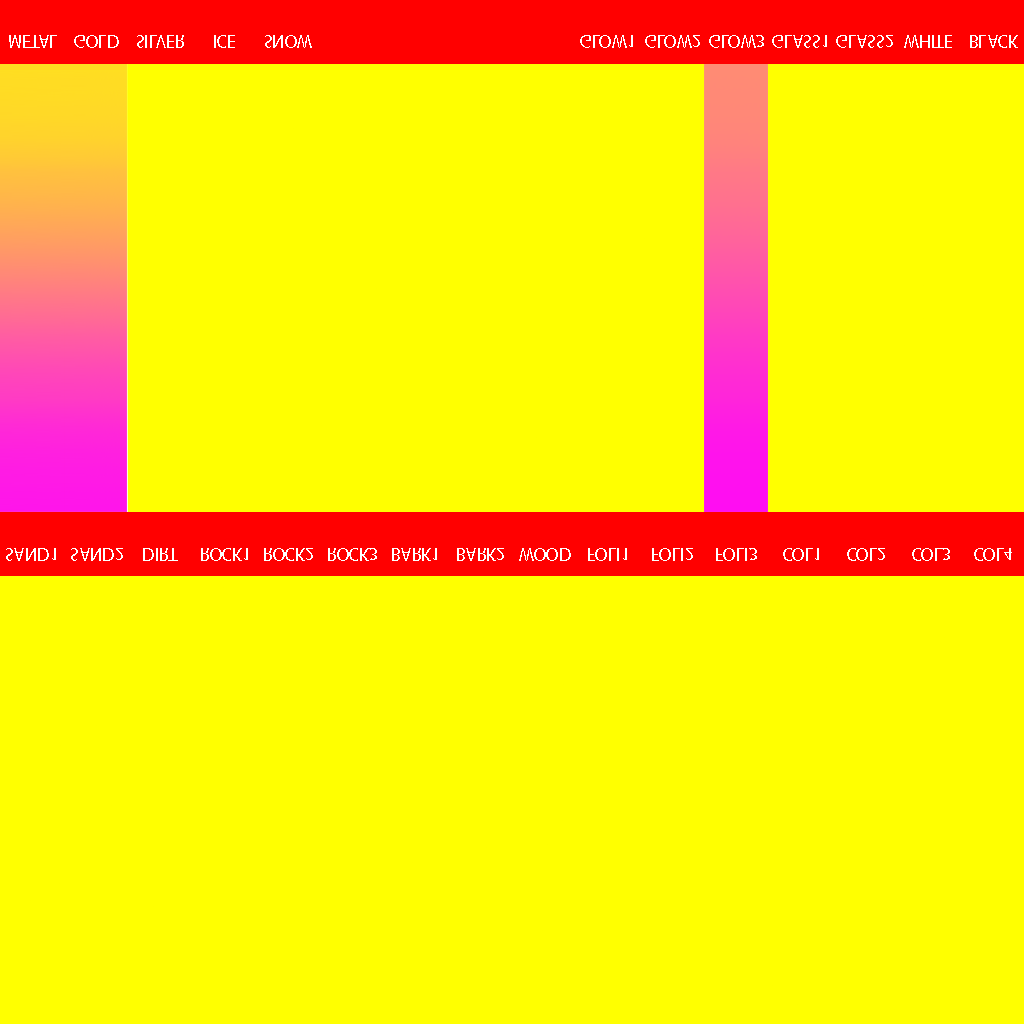 METAL GOLD SILVER ICE SNOW GLOW1 GLOW2 GLOW3 GLASS1 GLASS2 WHITE BLACK
SAND1 SAND2 DIRT ROCK1 ROCK2 ROCK3 BARK1 BARK2 WOOD FOLI1 FOLI2 FOLI3 COL1 COL2 COL3 COL4